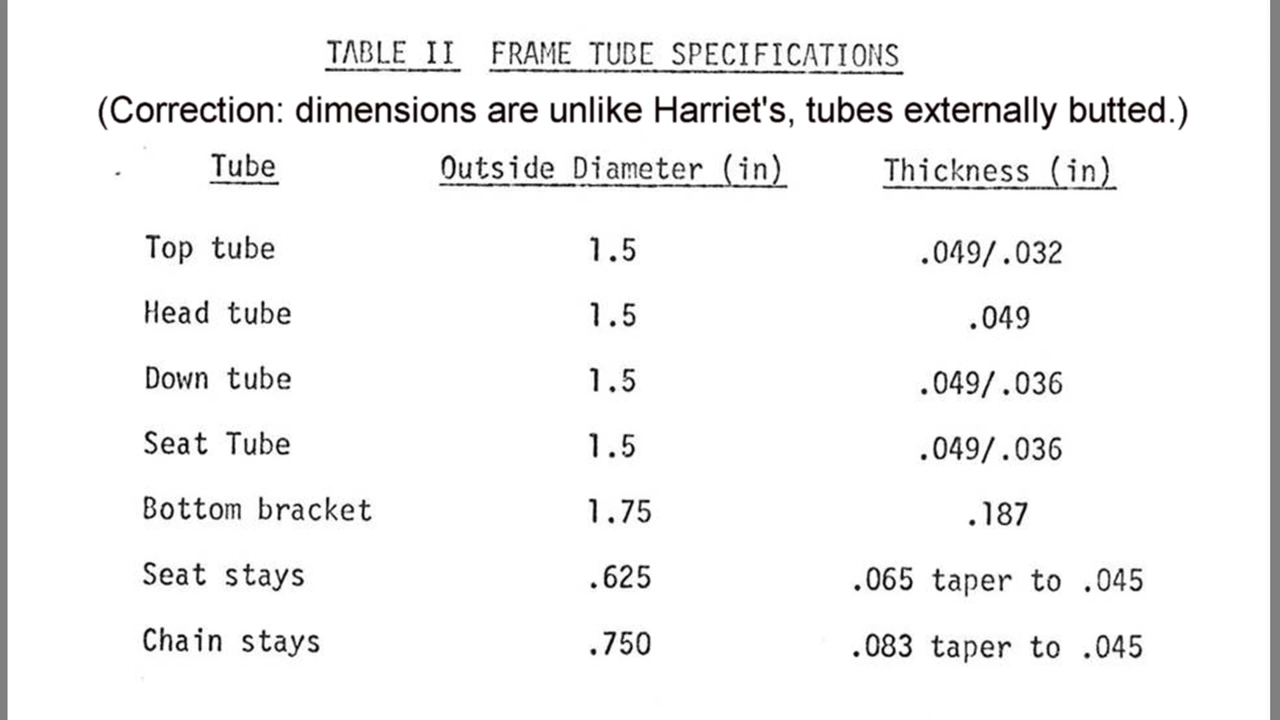 TABLE II FRAME TUBE SPECIFICATIONS
(Correction: dimensions are unlike Harriet's, tubes externally butted.)
Tube Outside Diameter (in) Thickness (in)
Top tube 1.5 .049/.032
Head tube 1.5 .049
Down tube 1.5 .049/.036
Seat Tube 1.5 .049/.036
Bottom bracket 1.75 .187
Seat stays .625 .065 taper to .045
Chain stays .750 .083 taper to .045